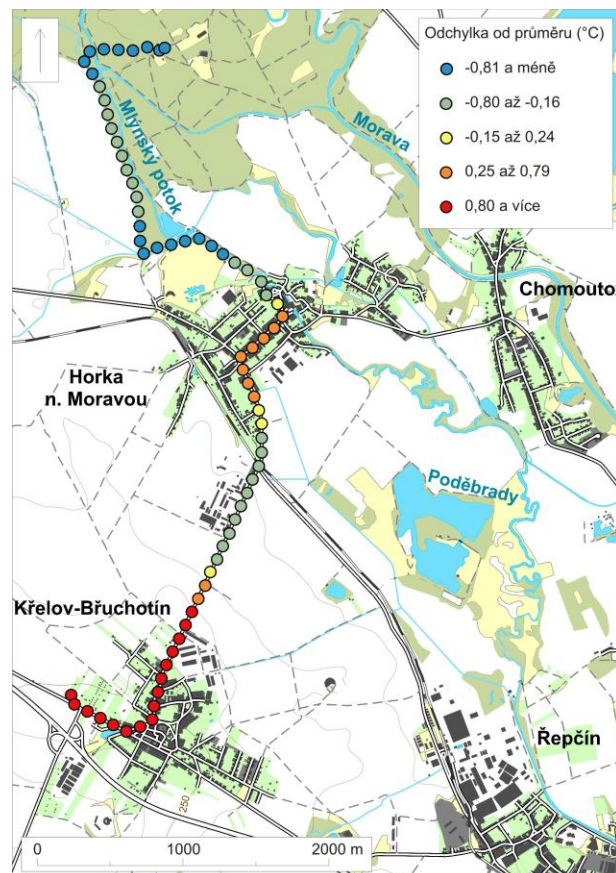 Odchylka od průměru (°C)
-0,81 a méně
-0,80 až -0,16
-0,15 až 0,24
0,25 až 0,79
0,80 a více
Mlýnský potok
Morava
Chomouto
Horka
n. Moravou
Poděbrady
Křelov-Břuchotín
Řepčín
250
0 1000 2000 m